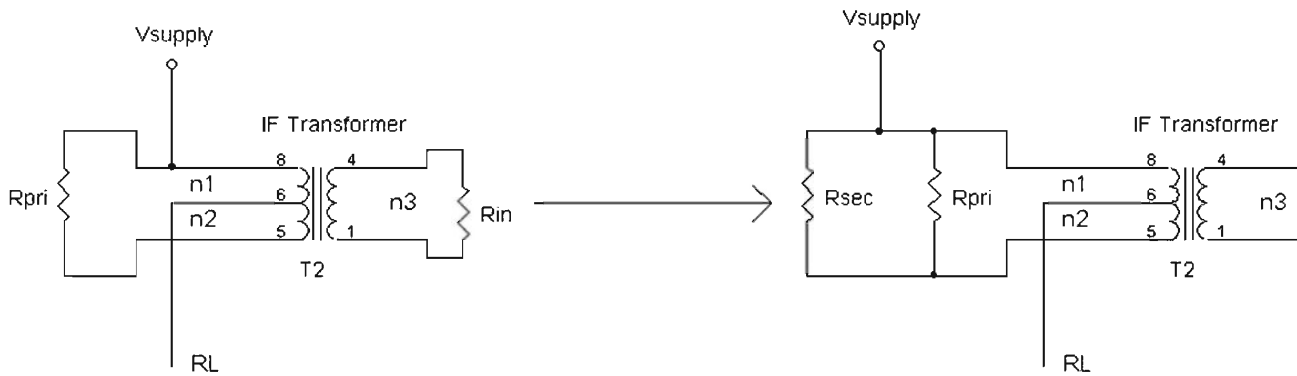 Vsupply
IF Transformer
8
4
n1
Rpri
6
n2
n3
Rin
5
1
T2
RL
Vsupply
IF Transformer
8
4
n1
Rsec
Rpri
6
n2
n3
5
1
T2
RL